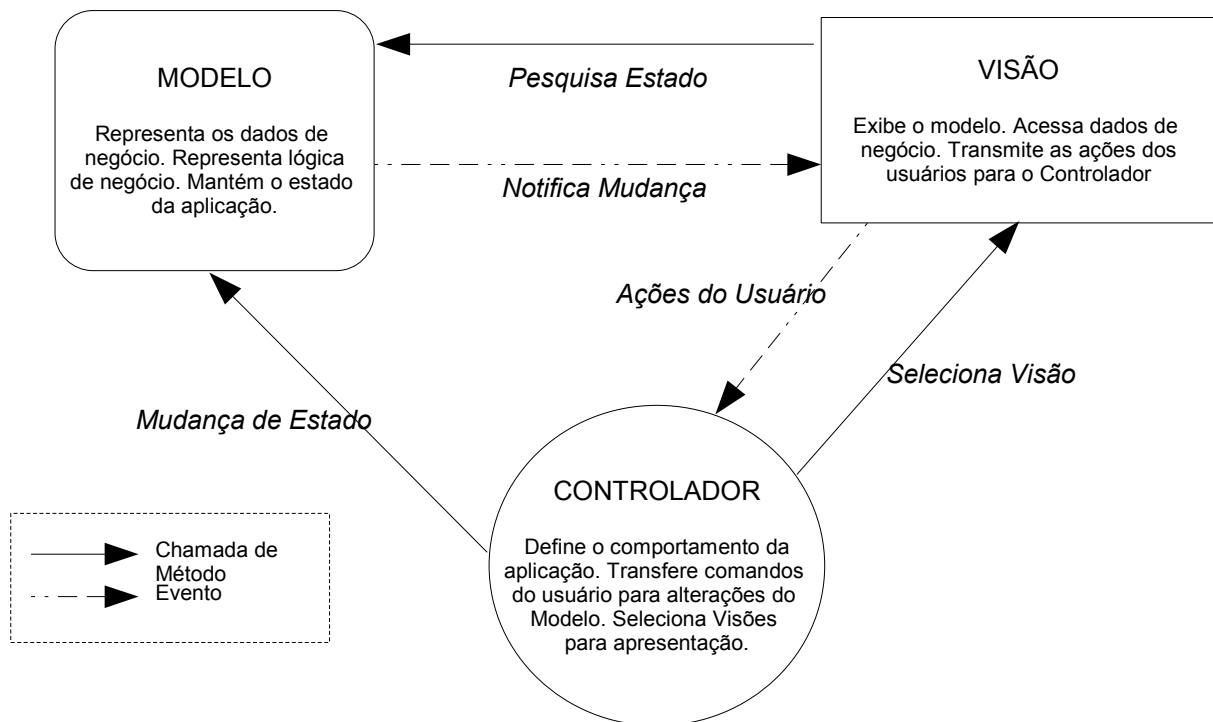 MODELO
Representa os dados de
negócio. Representa lógica
de negócio. Mantém o estado
da aplicação.
Pesquisa Estado
Notifica Mudança
VISÃO
Exibe o modelo. Acessa dados de
negócio. Transmite as ações dos
usuários para o Controlador
Ações do Usuário
Seleciona Visão
Mudança de Estado
CONTROLADOR
Define o comportamento da
aplicação. Transfere comandos
do usuário para alterações do
Modelo. Seleciona Visões
para apresentação.
Chamada de
Método
Evento